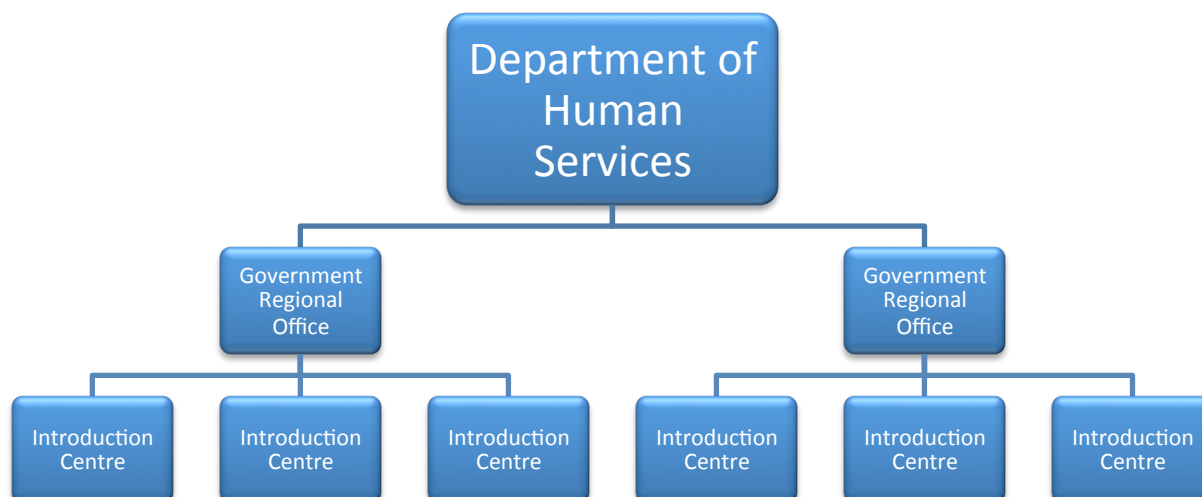 Department of
Human
Services
Government
Regional
Office
Government
Regional
Office
Introduction
Centre
Introduction
Centre
Introduction
Centre
Introduction
Centre
Introduction
Centre
Introduction
Centre